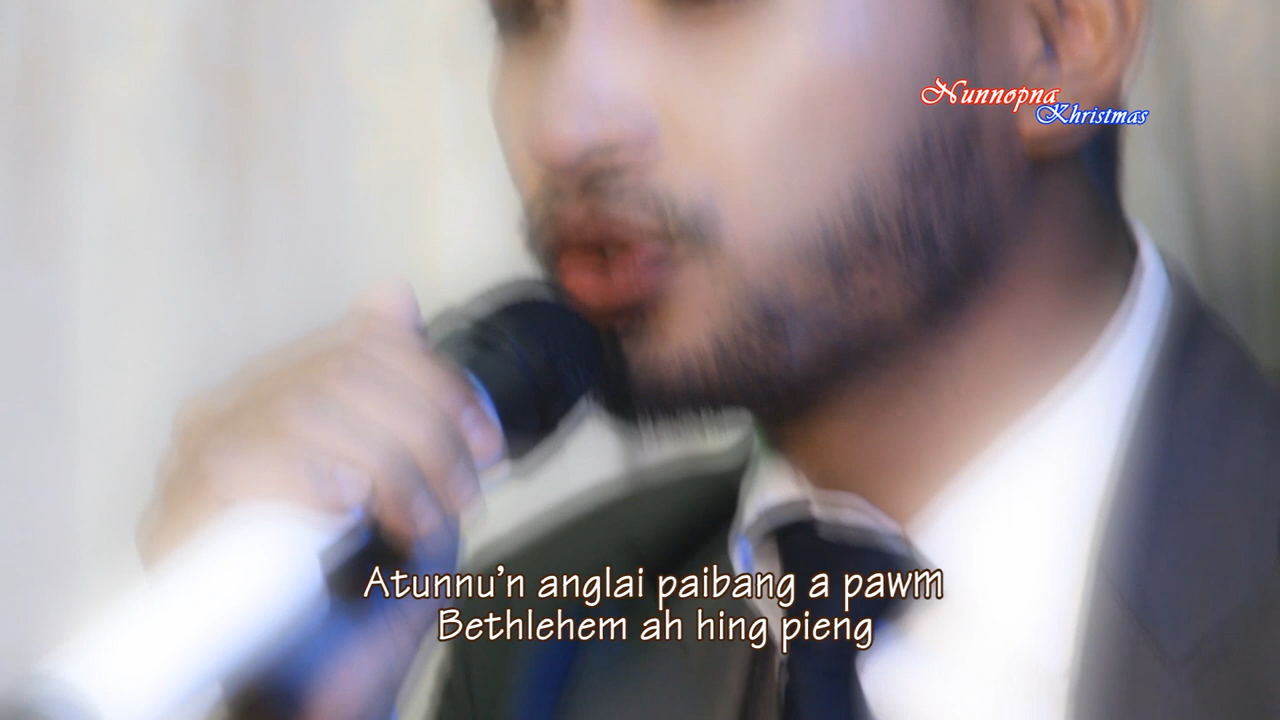 Nunnopna
Khristmas
Atunnu’n anglai paibang a pawm
Bethlehem ah hing pieng